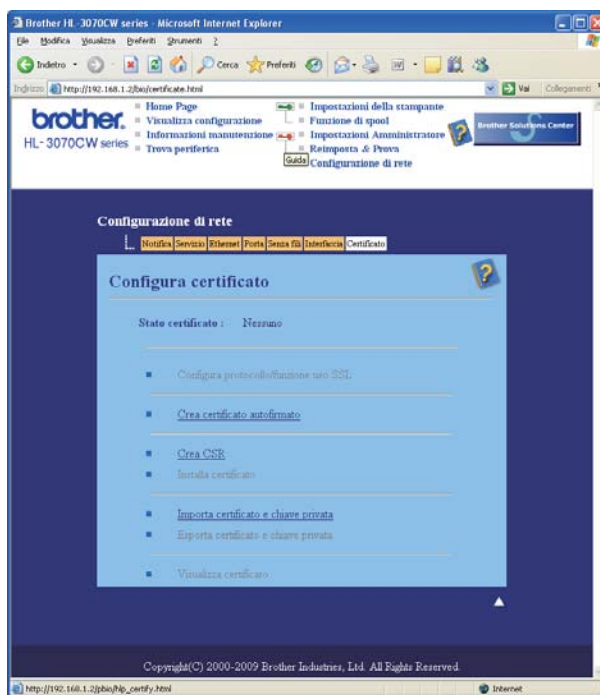 Brother HL-3070CW series - Microsoft Internet Explorer
File Modifica Visualizza Preferiti Strumenti ?
Indietro Cerca Preferiti
Indirizzo http://192.168.1.2/bio/certificate.html Vai Collegamenti
brother.
HL-3070CW series
Home Page
Visualizza configurazione
Informazioni manutenzione
Trova periferica
Impostazioni della stampante
Funzione di spool
Impostazioni Amministratore
Reimposta & Prova
Configurazione di rete
Guida
Brother Solutions Center
Configurazione di rete
Notifica Servizio Ethernet Porta Senza fili Interfaccia Certificato
Configura certificato
Stato certificato : Nessuno
Configura protocollo/funzione uso SSL
Crea certificato autofirmato
Crea CSR
Installa certificato
Importa certificato e chiave privata
Esporta certificato e chiave privata
Visualizza certificato
Copyright(C) 2000-2009 Brother Industries, Ltd. All Rights Reserved.
http://192.168.1.2/pbio/hlp_certify.html Internet